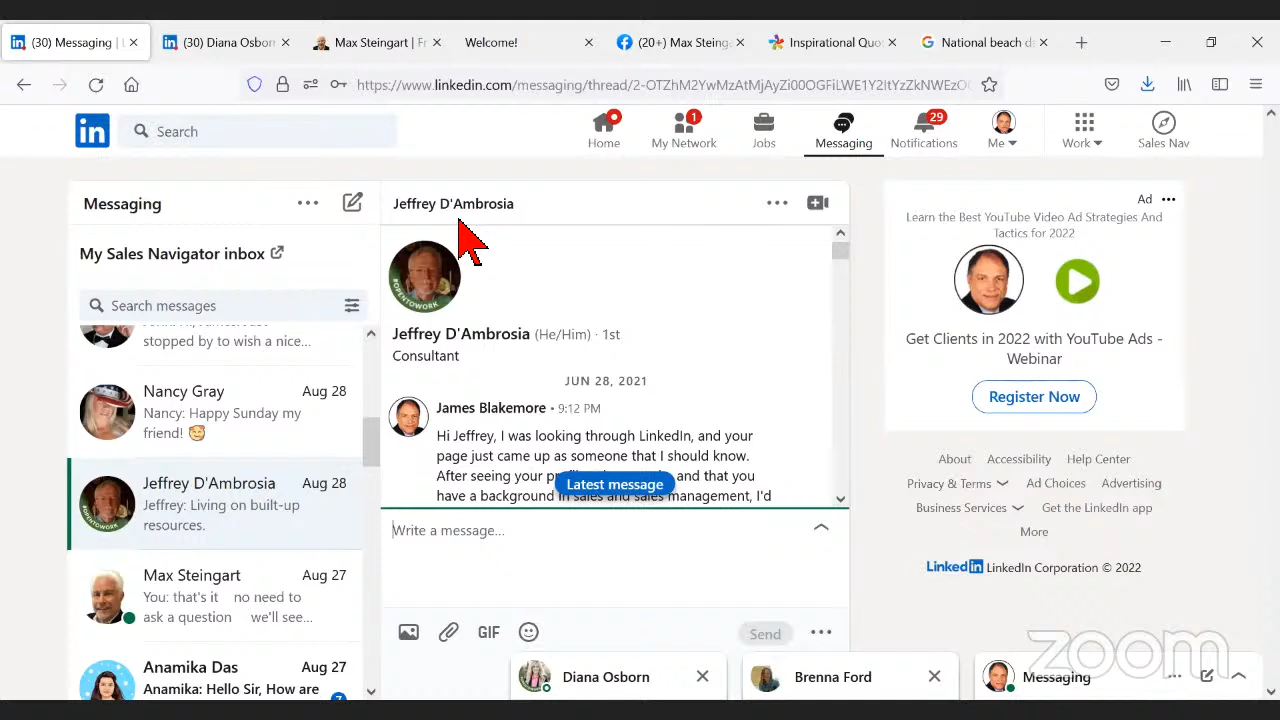 (30) Messaging |
(30) Diana Osborn
Max Steingart | Fr
Welcome!
(20+) Max Steinga
Inspirational Quo
National beach d
https://www.linkedin.com/messaging/thread/
in
Search
Home
1
My Network
Jobs
Messaging
29
Notifications
Me
Work
Sales Nav
Messaging
My Sales Navigator inbox
Search messages
stopped by to wish a nice...
Nancy Gray Aug 28
Nancy: Happy Sunday my
friend!
Jeffrey D'Ambrosia Aug 28
Jeffrey: Living on built-up
resources.
Max Steingart Aug 27
You: that's it no need to
ask a question we'll see...
Anamika Das Aug 27
Anamika: Hello Sir, How are
Jeffrey D'Ambrosia
#OPENTOWORK
Jeffrey D'Ambrosia (He/Him) · 1st
Consultant
JUN 28, 2021
James Blakemore • 9:12 PM
Hi Jeffrey, I was looking through LinkedIn, and your
page just came up as someone that I should know.
After seeing your and that you
have a background in sales and sales management, I'd
Latest message
Write a message...
GIF
Send
Diana Osborn
Brenna Ford
Messaging
Ad
Learn the Best YouTube Video Ad Strategies And
Tactics for 2022
Get Clients in 2022 with YouTube Ads -
Webinar
Register Now
About Accessibility Help Center
Privacy & Terms Ad Choices Advertising
Business Services Get the LinkedIn app
More
LinkedIn LinkedIn Corporation © 2022
zoom